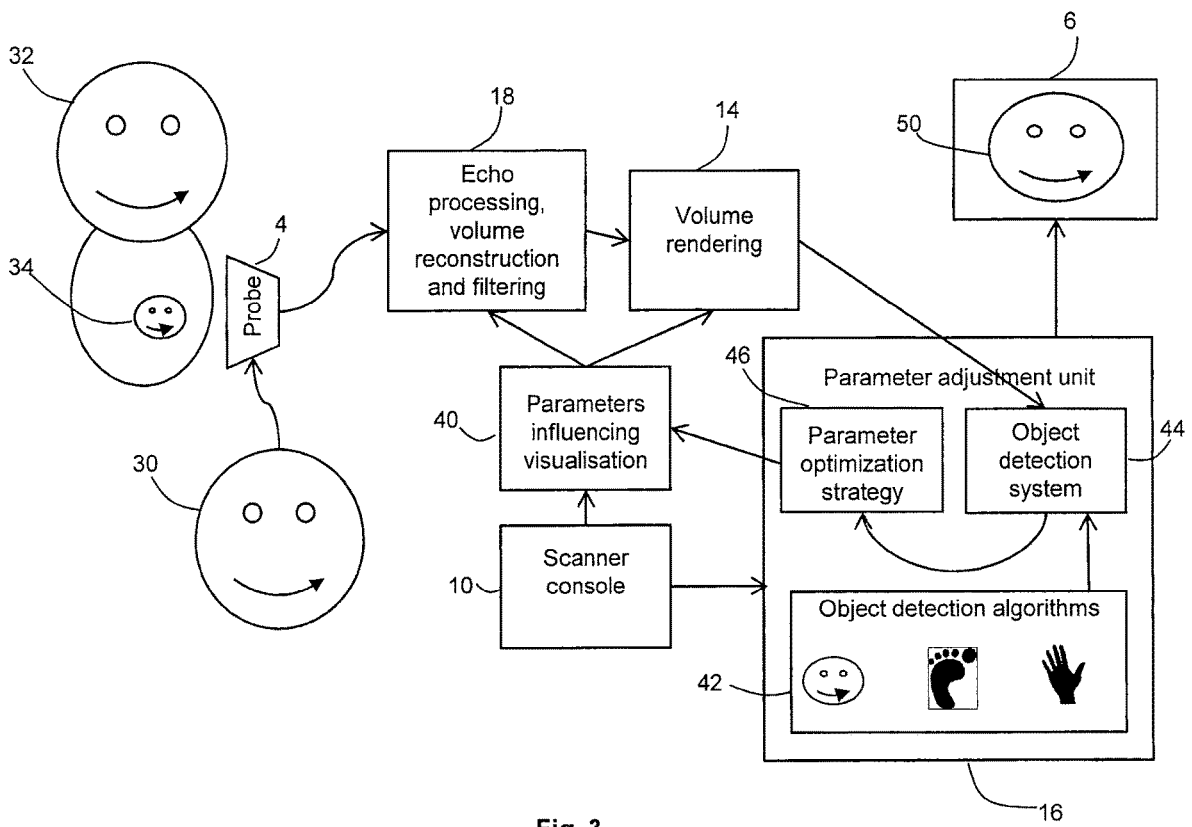 6
32
18
14
50
Echo
processing,
volume
reconstruction
and filtering
Volume
rendering
4
34
Probe
46
Parameter adjustment unit
40
Parameters
influencing
visualisation
Parameter
optimization
strategy
Object
detection
system
44
30
10
Scanner
console
Object detection algorithms
42
16